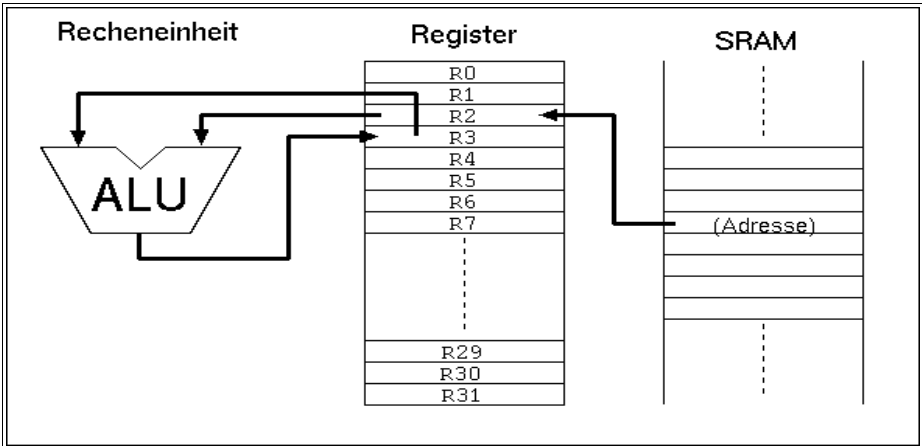 Recheneinheit
Register
SRAM
R0
R1
R2
R3
R4
R5
R6
R7
R29
R30
R31
ALU
(Adresse)